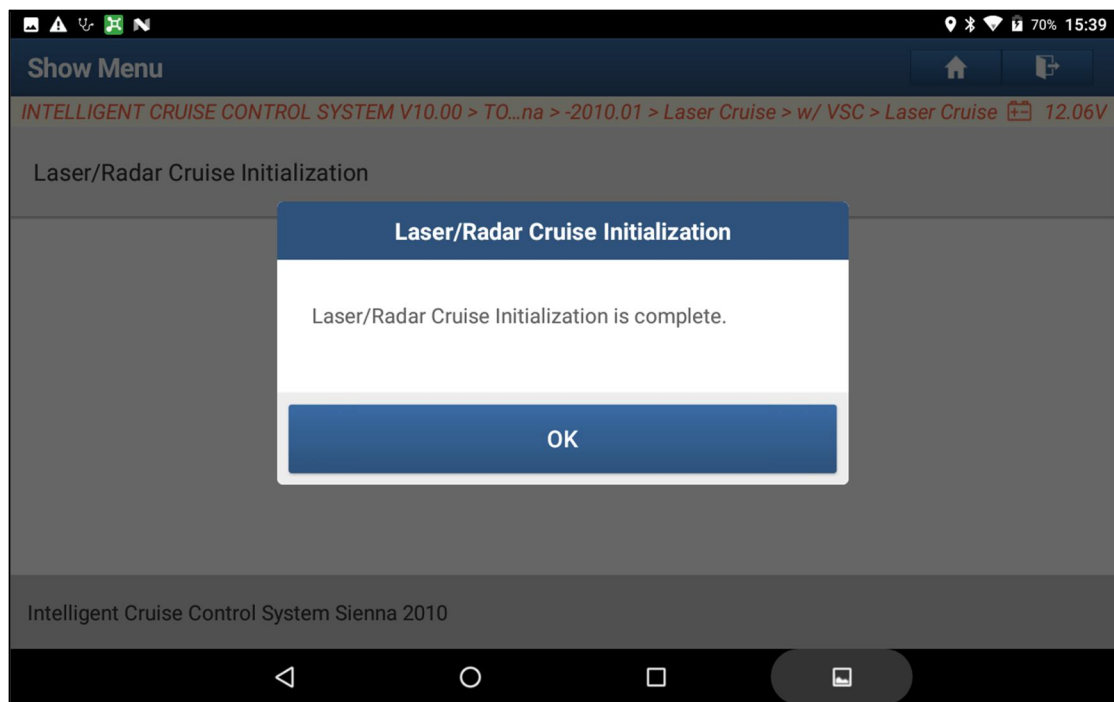 70% 15:39
Show Menu
INTELLIGENT CRUISE CONTROL SYSTEM V10.00 > TO...na > -2010.01 > Laser Cruise > w/ VSC > Laser Cruise 12.06V
Laser/Radar Cruise Initialization
Laser/Radar Cruise Initialization
Laser/Radar Cruise Initialization is complete.
OK
Intelligent Cruise Control System Sienna 2010